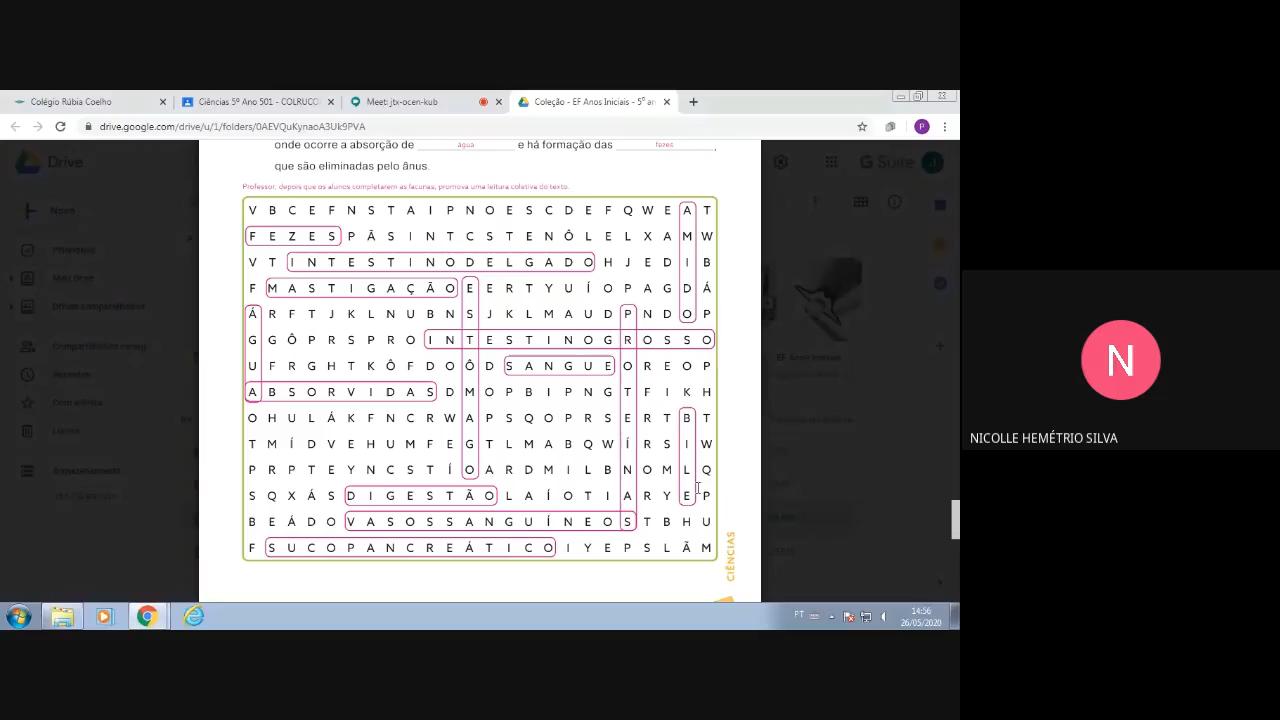 Colégio Rúbia Coelho
Ciências 5º Ano 501 - COLRUCO
Meet: jtx-ocen-kub
Coleção - EF Anos Iniciais - 5º an
drive.google.com/drive/u/1/folders/0AEVQuKynaoA3Uk9PVA
P
Drive
G Suite
J
onde ocorre a absorção de água e há formação das fezes,
que são eliminadas pelo ânus.
Professor, depois que os alunos completarem as lacunas, promova uma leitura coletiva do texto.
V B C E F N S T A I P N O E S C D E F Q W E A T
F E Z E S P Ã S I N T C S T E N Ô L E L X A M W
V T I N T E S T I N O D E L G A D O H J E D I B
F M A S T I G A Ç Ã O E E R T Y U Í O P A G D Á
Á R F T J K L N U B N S J K L M A U D P N D O P
G G Ô P R S P R O I N T E S T I N O G R O S S O
U F R G H T K Ô F D O Ô D S A N G U E O R E O P
A B S O R V I D A S D M O P B I P N G T F I K H
O H U L Á K F N C R W A P S Q O P R S E R T B T
T M Í D V E H U M F E G T L M A B Q W Í R S I W
P R P T E Y N C S T Í O A R D M I L B N O M L Q
S Q X Á S D I G E S T Ã O L A Í O T I A R Y E P
B E Á D O V A S O S S A N G U Í N E O S T B H U
F S U C O P A N C R E Á T I C O I Y E P S L Ã M
CIÊNCIAS
N
NICOLLE HEMÉTRIO SILVA
PT
14:56
26/05/2020